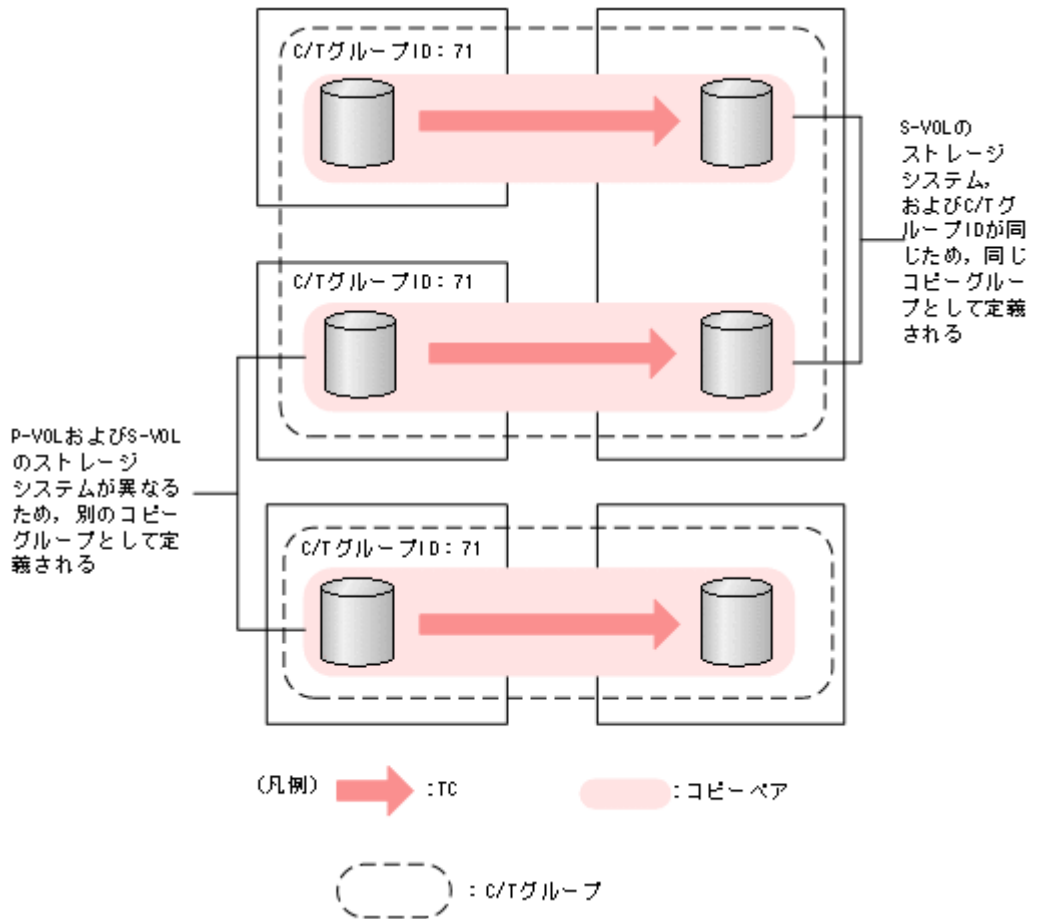 C/TグループID：71
S-VOLの
ストレージ
システム，
およびC/Tグ
ループIDが同
じため，同じ
コピーグルー
プとして定義
される
C/TグループID：71
P-VOLおよびS-VOL
のストレージ
システムが異なる
ため，別のコピー
グループとして定
義される
C/TグループID：71
(凡例)
：TC
：コピーペア
：C/Tグループ